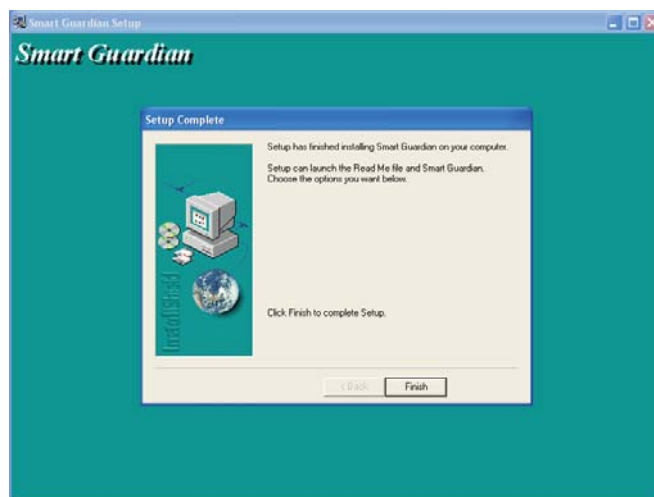 Smart Guardian Setup
Smart Guardian
Setup Complete
Setup has finished installing Smart Guardian on your computer.
Setup can launch the Read Me file and Smart Guardian.
Choose the options you want below.
InstallShield
Click Finish to complete Setup.
< Back
Finish